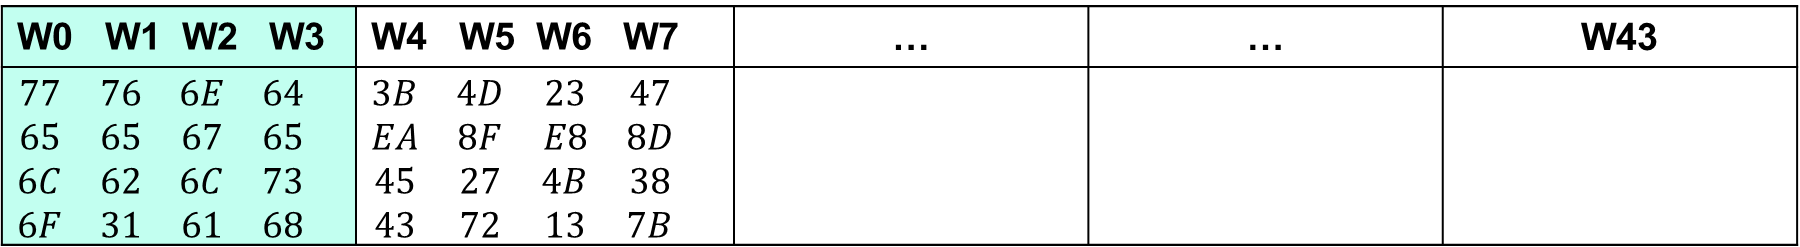 W0 W1 W2 W3 W4 W5 W6 W7 … … W43
77 76 6E 64 3B 4D 23 47
65 65 67 65 EA 8F E8 8D
6C 62 6C 73 45 27 4B 38
6F 31 61 68 43 72 13 7B